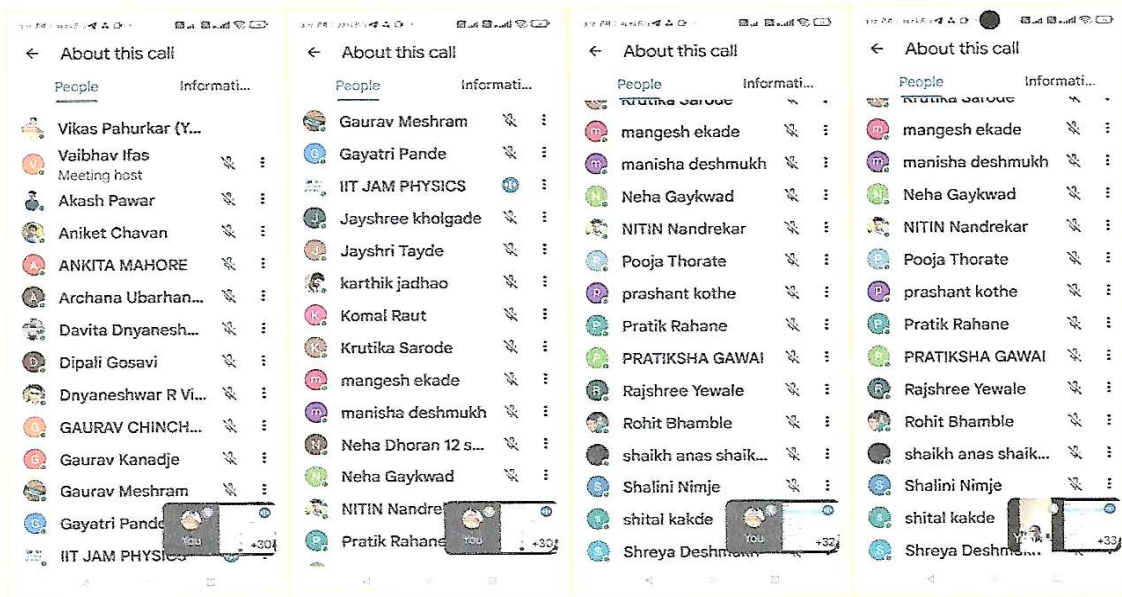 ← About this call
People Informati...
Vikas Pahurkar (Y...
Vaibhav Ifas
Meeting host
Akash Pawar
Aniket Chavan
A ANKITA MAHORE
A Archana Ubarhan...
Davita Dnyanesh...
D Dipali Gosavi
Dnyaneshwar R Vi...
G GAURAV CHINCH...
G Gaurav Kanadje
Gaurav Meshram
G Gayatri Pande
IIT JAM PHYSICS
You
+30
← About this call
People Informati...
Gaurav Meshram
G Gayatri Pande
IIT JAM PHYSICS
J Jayshree kholgade
J Jayshri Tayde
karthik jadhao
K Komal Raut
K Krutika Sarode
m mangesh ekade
m manisha deshmukh
N Neha Dhoran 12 s...
N Neha Gaykwad
NITIN Nandre
P Pratik Rahane
You
+30
← About this call
People Informati...
Krutika Sarode
m mangesh ekade
m manisha deshmukh
N Neha Gaykwad
NITIN Nandrekar
P Pooja Thorate
P prashant kothe
P Pratik Rahane
P PRATIKSHA GAWAI
R Rajshree Yewale
Rohit Bhamble
shaikh anas shaik...
S Shalini Nimje
s shital kakde
S Shreya Deshmukh
You
+32
← About this call
People Informati...
Krutika Sarode
m mangesh ekade
m manisha deshmukh
N Neha Gaykwad
NITIN Nandrekar
P Pooja Thorate
P prashant kothe
P Pratik Rahane
P PRATIKSHA GAWAI
R Rajshree Yewale
Rohit Bhamble
shaikh anas shaik...
S Shalini Nimje
s shital kakde
S Shreya Deshmukh
+33